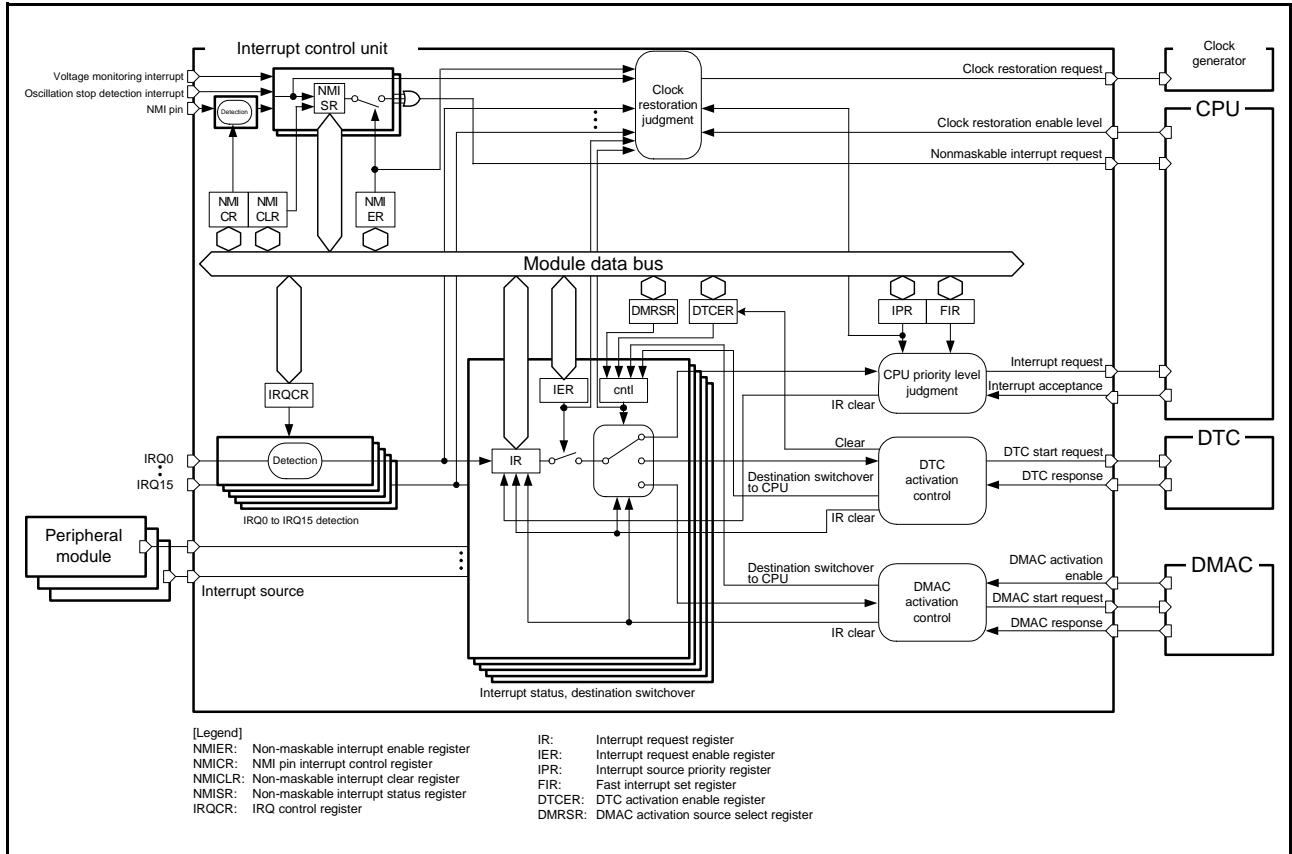 Interrupt control unit
Clock
generator
Voltage monitoring interrupt
Oscillation stop detection interrupt
NMI pin
Detection
NMI
SR
Clock
restoration
judgment
Clock restoration request
CPU
Clock restoration enable level
Nonmaskable interrupt request
NMI
CR
NMI
CLR
NMI
ER
Module data bus
DMRSR
DTCER
IPR
FIR
IRQCR
IER
cntl
CPU priority level
judgment
Interrupt request
Interrupt acceptance
IR clear
IRQ0
IRQ15
Detection
IRQ0 to IRQ15 detection
IR
Clear
Destination switchover
to CPU
IR clear
DTC
activation
control
DTC start request
DTC response
DTC
Peripheral
module
Interrupt source
Destination switchover
to CPU
IR clear
DMAC
activation
control
DMAC activation
enable
DMAC start request
DMAC response
DMAC
Interrupt status, destination switchover
[Legend]
NMIER: Non-maskable interrupt enable register
NMICR: NMI pin interrupt control register
NMICLR: Non-maskable interrupt clear register
NMISR: Non-maskable interrupt status register
IRQCR: IRQ control register
IR: Interrupt request register
IER: Interrupt request enable register
IPR: Interrupt source priority register
FIR: Fast interrupt set register
DTCER: DTC activation enable register
DMRSR: DMAC activation source select register